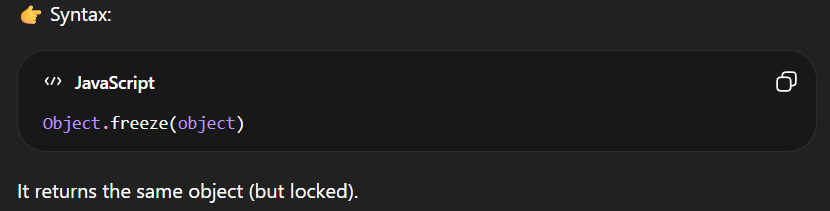 👉 Syntax:
</> JavaScript
Object.freeze(object)
It returns the same object (but locked).